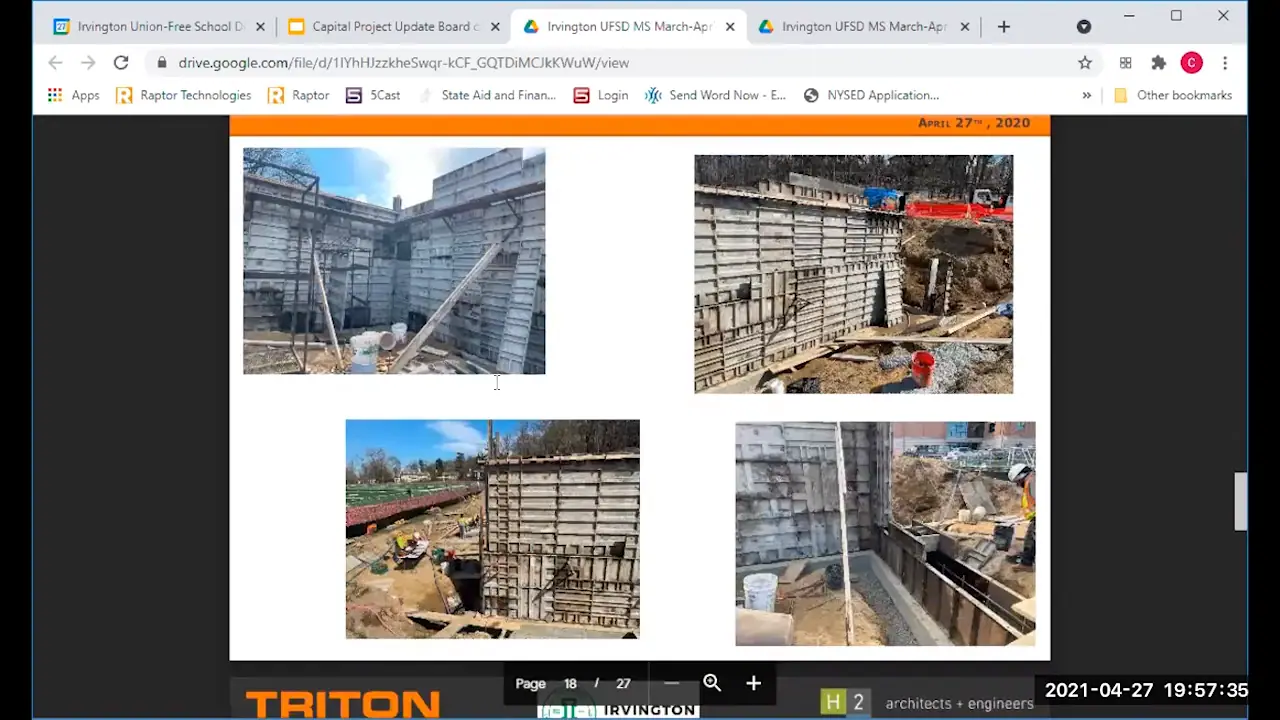 Irvington Union-Free School D
Capital Project Update Board o
Irvington UFSD MS March-Apr
Irvington UFSD MS March-Apr
drive.google.com/file/d/1IYhHJzzkheSwqr-kCF_GQTDiMCJkKWuW/view
C
Apps
Raptor Technologies
Raptor
5Cast
State Aid and Finan...
Login
Send Word Now - E...
NYSED Application...
»
Other bookmarks
April 27TH, 2020
Page 18 / 27
TRITON
IRVINGTON
H 2 architects + engineers
2021-04-27 19:57:35